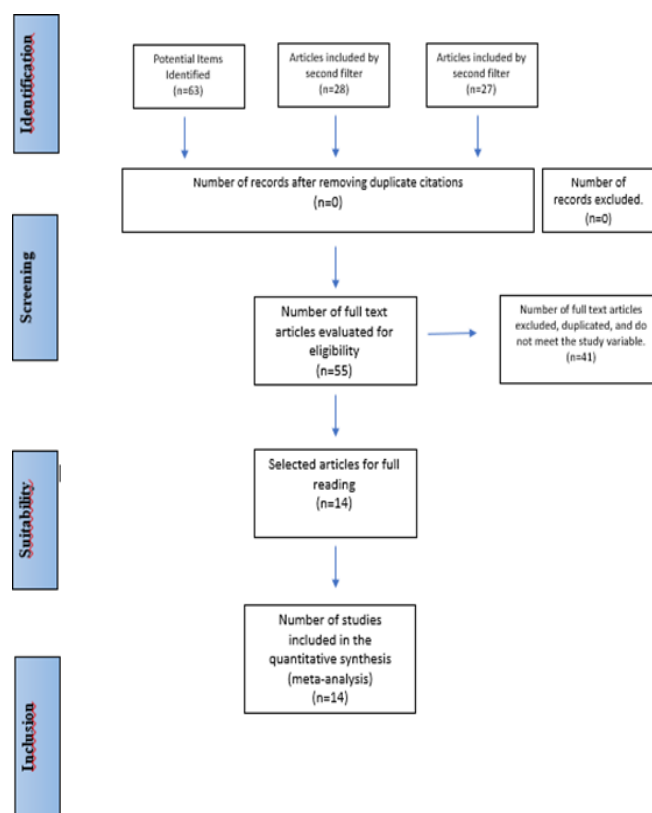 Identification
Potential Items
Identified
(n=63)
Articles included by
second filter
(n=28)
Articles included by
second filter
(n=27)
Number of records after removing duplicate citations
(n=0)
Number of
records excluded.
(n=0)
Screening
Number of full text
articles evaluated for
eligibility
(n=55)
Number of full text articles
excluded, duplicated, and do
not meet the study variable.
(n=41)
Suitability
Selected articles for full
reading
(n=14)
Inclusion
Number of studies
included in the
quantitative synthesis
(meta-analysis)
(n=14)